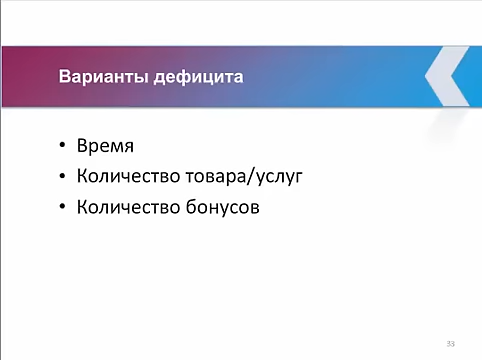 Варианты дефицита
• Время
• Количество товара/услуг
• Количество бонусов
33